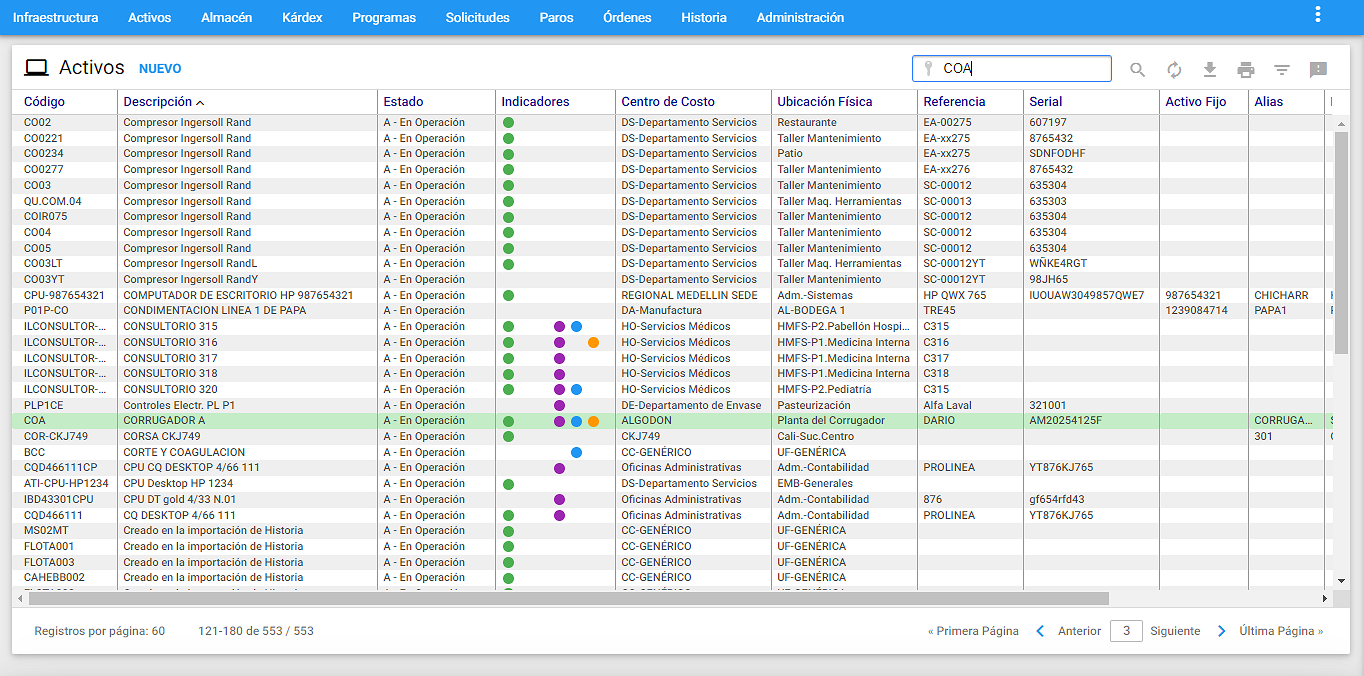 Infraestructura Activos Almacén Kárdex Programas Solicitudes Paros Órdenes Historia Administración
Activos NUEVO COA
Código Descripción Estado Indicadores Centro de Costo Ubicación Física Referencia Serial Activo Fijo Alias
CO02 Compresor Ingersoll Rand A - En Operación DS-Departamento Servicios Restaurante EA-00275 607197
CO0221 Compresor Ingersoll Rand A - En Operación DS-Departamento Servicios Taller Mantenimiento EA-xx275 8765432
CO0234 Compresor Ingersoll Rand A - En Operación DS-Departamento Servicios Patio EA-xx275 SDNFODHF
CO0277 Compresor Ingersoll Rand A - En Operación DS-Departamento Servicios Taller Mantenimiento EA-xx276 8765432
CO03 Compresor Ingersoll Rand A - En Operación DS-Departamento Servicios Taller Mantenimiento SC-00012 635304
QU.COM.04 Compresor Ingersoll Rand A - En Operación DS-Departamento Servicios Taller Maq. Herramientas SC-00013 635303
COIR075 Compresor Ingersoll Rand A - En Operación DS-Departamento Servicios Taller Mantenimiento SC-00012 635304
CO04 Compresor Ingersoll Rand A - En Operación DS-Departamento Servicios Taller Mantenimiento SC-00012 635304
CO05 Compresor Ingersoll Rand A - En Operación DS-Departamento Servicios Taller Mantenimiento SC-00012 635304
CO03LT Compresor Ingersoll RandL A - En Operación DS-Departamento Servicios Taller Maq. Herramientas SC-00012YT WÑKE4RGT
CO03YT Compresor Ingersoll RandY A - En Operación DS-Departamento Servicios Taller Mantenimiento SC-00012YT 98JH65
CPU-987654321 COMPUTADOR DE ESCRITORIO HP 987654321 A - En Operación REGIONAL MEDELLIN SEDE Adm.-Sistemas HP QWX 765 IUOUAW3049857QWE7 987654321 CHICHARR
P01P-CO CONDIMENTACION LINEA 1 DE PAPA A - En Operación DA-Manufactura AL-BODEGA 1 TRE45 1239084714 PAPA1
ILCONSULTOR-... CONSULTORIO 315 A - En Operación HO-Servicios Médicos HMFS-P2.Pabellón Hospi... C315
ILCONSULTOR-... CONSULTORIO 316 A - En Operación HO-Servicios Médicos HMFS-P1.Medicina Interna C316
ILCONSULTOR-... CONSULTORIO 317 A - En Operación HO-Servicios Médicos HMFS-P1.Medicina Interna C317
ILCONSULTOR-... CONSULTORIO 318 A - En Operación HO-Servicios Médicos HMFS-P1.Medicina Interna C318
ILCONSULTOR-... CONSULTORIO 320 A - En Operación HO-Servicios Médicos HMFS-P2.Pediatría C315
PLP1CE Controles Electr. PL P1 A - En Operación DE-Departamento de Envase Pasteurización Alfa Laval 321001
COA CORRUGADOR A A - En Operación ALGODON Planta del Corrugador DARIO AM20254125F CORRUGA...
COR-CKJ749 CORSA CKJ749 A - En Operación CKJ749 Cali-Suc.Centro 301
BCC CORTE Y COAGULACION A - En Operación CC-GENÉRICO UF-GENÉRICA
CQD466111CP CPU CQ DESKTOP 4/66 111 A - En Operación Oficinas Administrativas Adm.-Contabilidad PROLINEA YT876KJ765
ATI-CPU-HP1234 CPU Desktop HP 1234 A - En Operación DS-Departamento Servicios EMB-Generales
IBD43301CPU CPU DT gold 4/33 N.01 A - En Operación Oficinas Administrativas Adm.-Contabilidad 876 gf654rfd43
CQD466111 CQ DESKTOP 4/66 111 A - En Operación Oficinas Administrativas Adm.-Contabilidad PROLINEA YT876KJ765
MS02MT Creado en la importación de Historia A - En Operación CC-GENÉRICO UF-GENÉRICA
FLOTA001 Creado en la importación de Historia A - En Operación CC-GENÉRICO UF-GENÉRICA
FLOTA003 Creado en la importación de Historia A - En Operación CC-GENÉRICO UF-GENÉRICA
CAHEBB002 Creado en la importación de Historia A - En Operación CC-GENÉRICO UF-GENÉRICA
Registros por página: 60 121-180 de 553 / 553 « Primera Página Anterior 3 Siguiente Última Página »